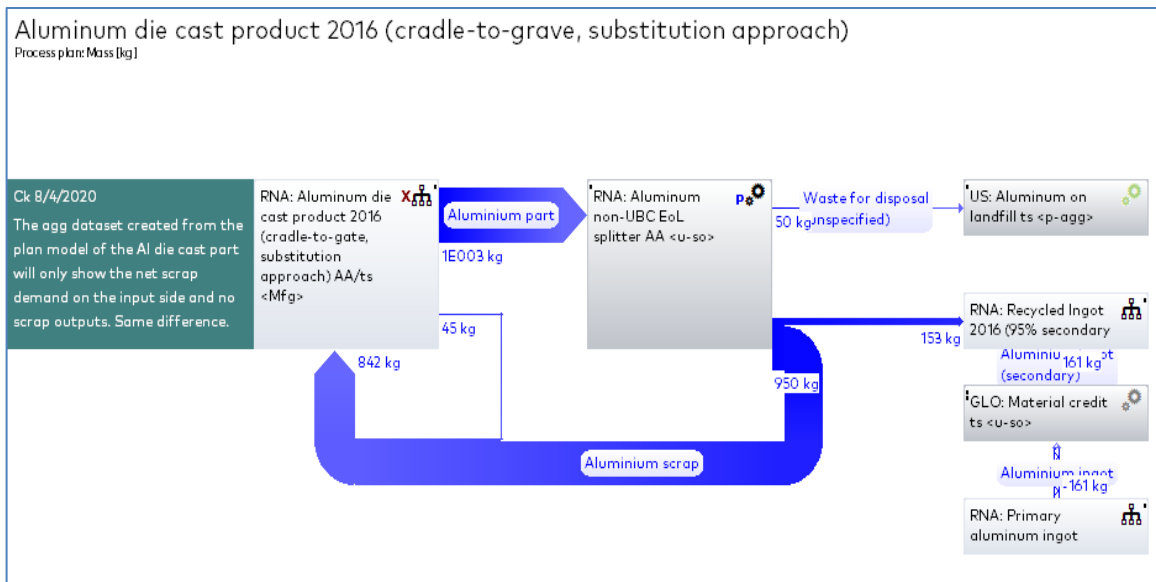 Aluminum die cast product 2016 (cradle-to-grave, substitution approach)
Process plan: Mass [kg]
Ck 8/4/2020
The agg dataset created from the
plan model of the Al die cast part
will only show the net scrap
demand on the input side and no
scrap outputs. Same difference.
RNA: Aluminum die
cast product 2016
(cradle-to-gate,
substitution
approach) AA/ts
<Mfg>
X
Aluminium part
1E003 kg
45 kg
842 kg
RNA: Aluminum
non-UBC EoL
splitter AA <u-so>
p
Waste for disposal
(unspecified)
50 kg
US: Aluminum on
landfill ts <p-agg>
153 kg
950 kg
Aluminium scrap
RNA: Recycled Ingot
2016 (95% secondary
161 kg
(secondary)
GLO: Material credit
ts <u-so>
Aluminium ingot
-161 kg
RNA: Primary
aluminum ingot